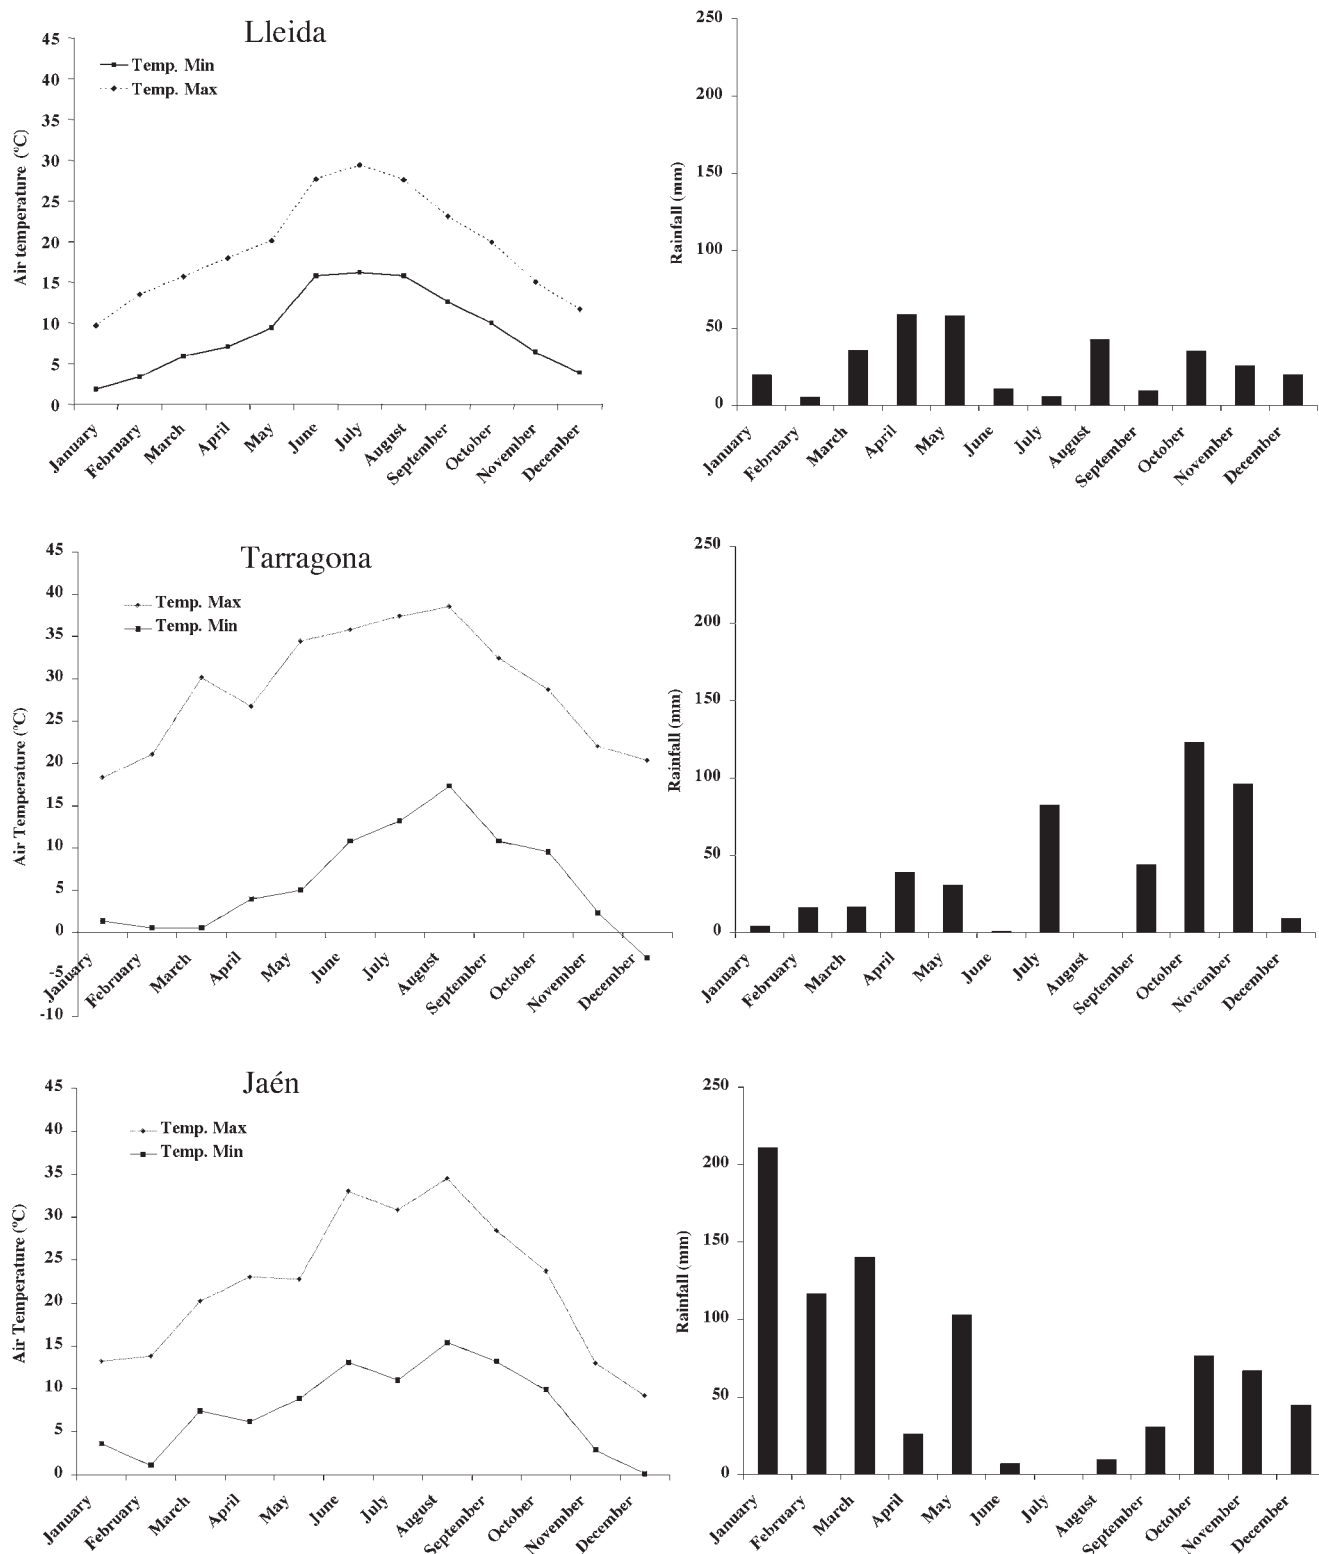 Lleida
Temp. Min
Temp. Max
Air temperature (ºC)
45
40
35
30
25
20
15
10
5
0
January
February
March
April
May
June
July
August
September
October
November
December
Rainfall (mm)
250
200
150
100
50
0
January
February
March
April
May
June
July
August
September
October
November
December
Tarragona
Temp. Max
Temp. Min
Air Temperature (ºC)
45
40
35
30
25
20
15
10
5
0
-5
-10
January
February
March
April
May
June
July
August
September
October
November
December
Rainfall (mm)
250
200
150
100
50
0
January
February
March
April
May
June
July
August
September
October
November
December
Jaén
Temp. Max
Temp. Min
Air Temperature (ºC)
45
40
35
30
25
20
15
10
5
0
January
February
March
April
May
June
July
August
September
October
November
December
Rainfall (mm)
250
200
150
100
50
0
January
February
March
April
May
June
July
August
September
October
November
December